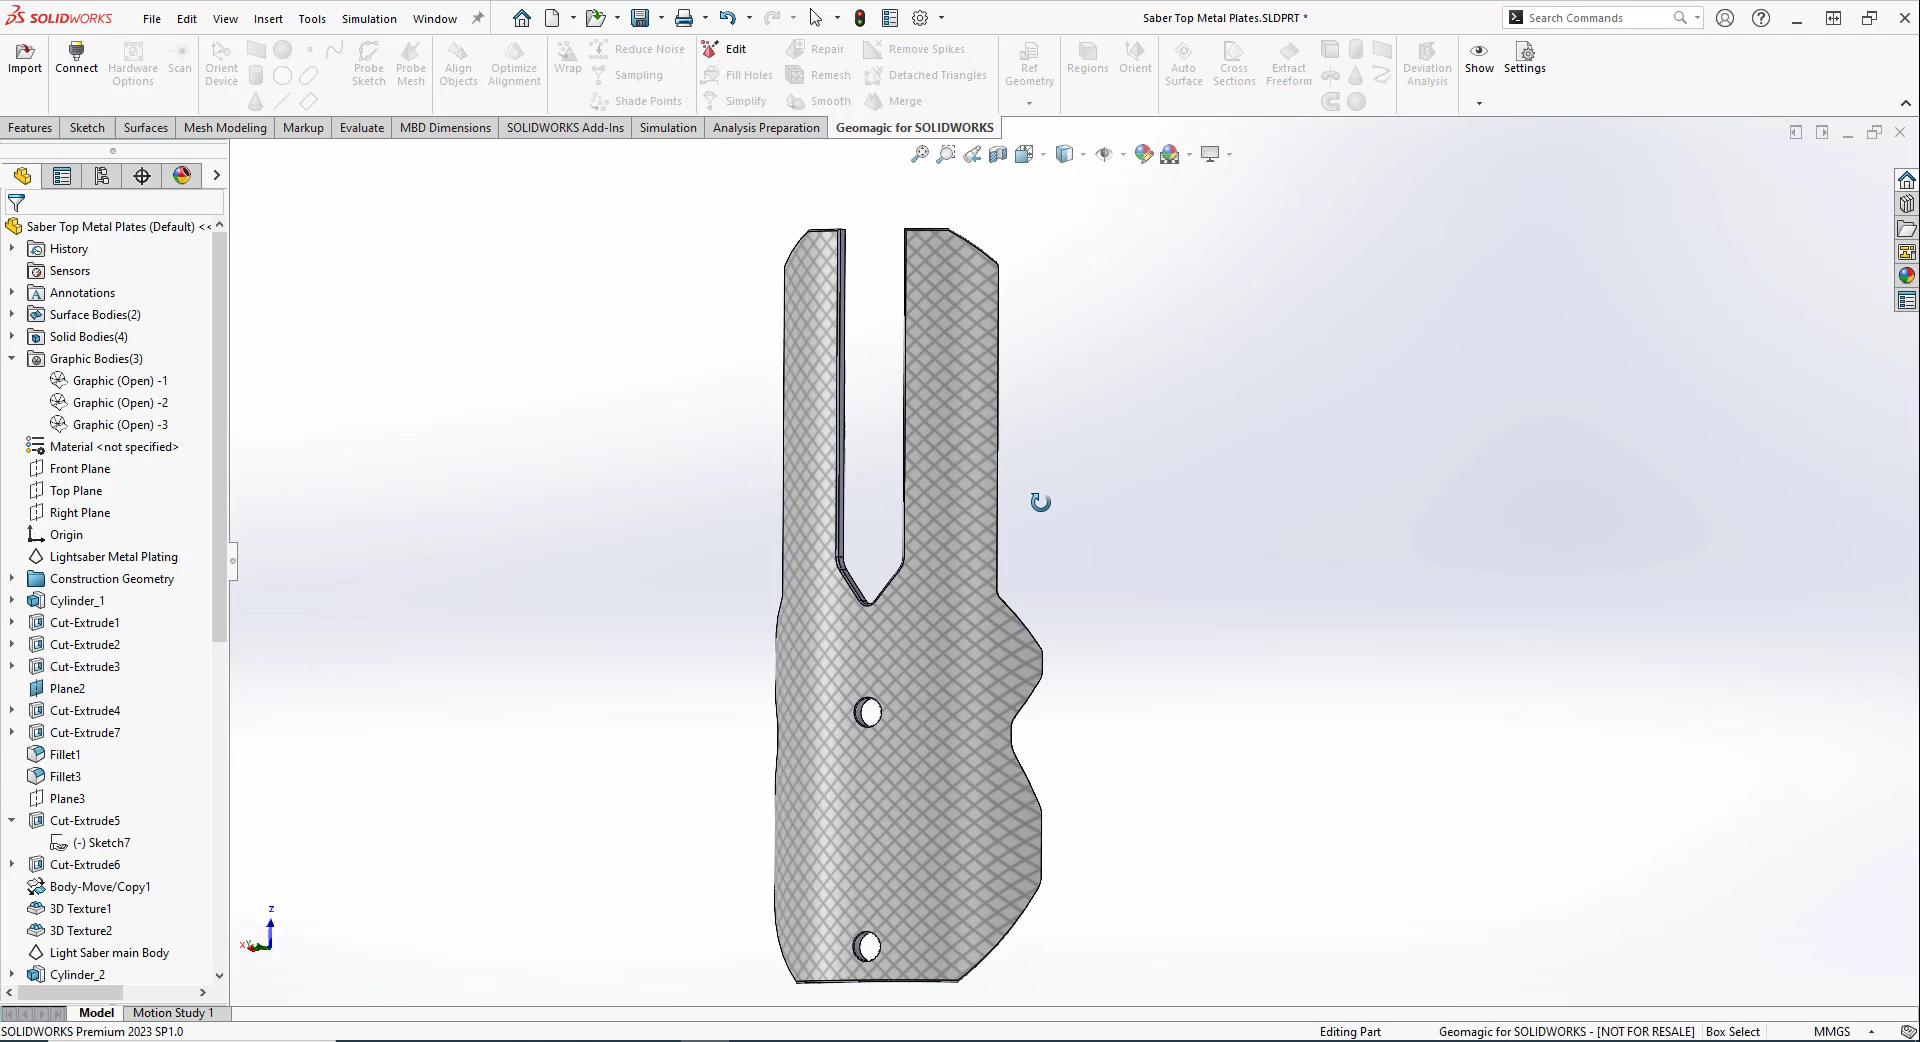 SOLIDWORKS File Edit View Insert Tools Simulation Window Saber Top Metal Plates.SLDPRT * Search Commands
Import Connect Hardware Options Scan Orient Device Probe Sketch Probe Mesh Align Objects Optimize Alignment Wrap Reduce Noise Sampling Shade Points Edit Fill Holes Simplify Repair Remesh Smooth Remove Spikes Detached Triangles Merge Ref Geometry Regions Orient Auto Surface Cross Sections Extract Freeform Deviation Analysis Show Settings
Features Sketch Surfaces Mesh Modeling Markup Evaluate MBD Dimensions SOLIDWORKS Add-Ins Simulation Analysis Preparation Geomagic for SOLIDWORKS
Saber Top Metal Plates (Default) <<
History
Sensors
Annotations
Surface Bodies(2)
Solid Bodies(4)
Graphic Bodies(3)
Graphic (Open) -1
Graphic (Open) -2
Graphic (Open) -3
Material <not specified>
Front Plane
Top Plane
Right Plane
Origin
Lightsaber Metal Plating
Construction Geometry
Cylinder_1
Cut-Extrude1
Cut-Extrude2
Cut-Extrude3
Plane2
Cut-Extrude4
Cut-Extrude7
Fillet1
Fillet3
Plane3
Cut-Extrude5
(-) Sketch7
Cut-Extrude6
Body-Move/Copy1
3D Texture1
3D Texture2
Light Saber main Body
Cylinder_2
Z
X Y
Model Motion Study 1
SOLIDWORKS Premium 2023 SP1.0 Editing Part Geomagic for SOLIDWORKS - [NOT FOR RESALE] Box Select MMGS